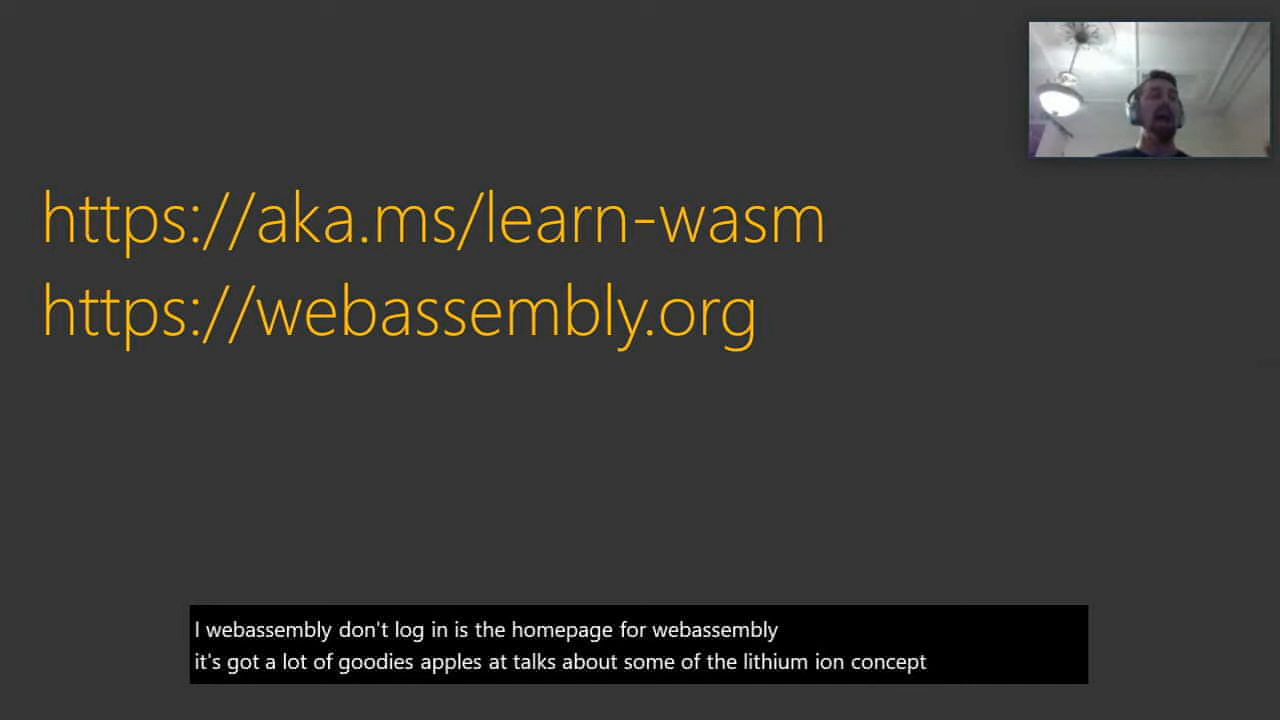 https://aka.ms/learn-wasm
https://webassembly.org
I webassembly don't log in is the homepage for webassembly
it's got a lot of goodies apples at talks about some of the lithium ion concept